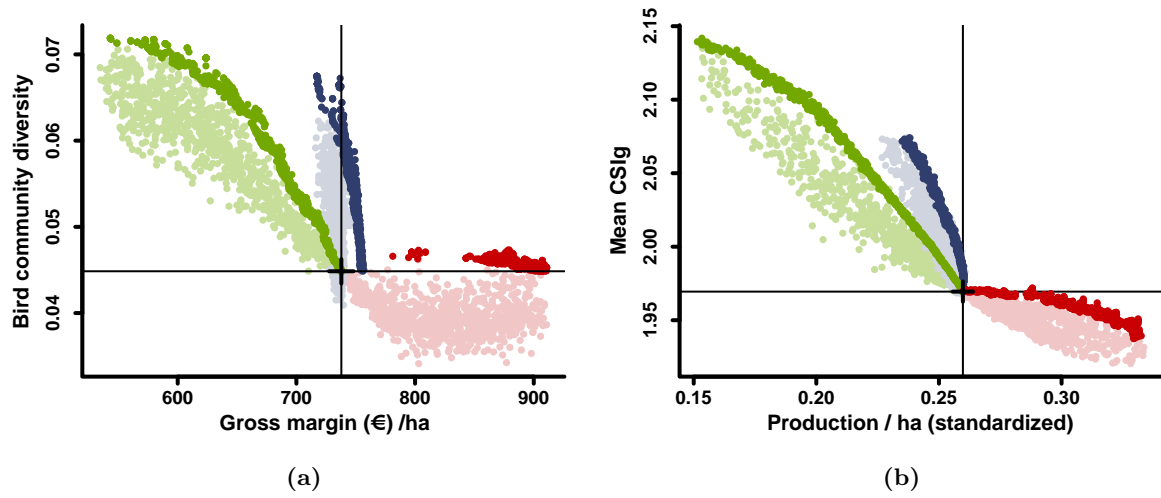 0.04 0.05 0.06 0.07
Bird community diversity
600 700 800 900
Gross margin (€) /ha
(a)
1.95 2.00 2.05 2.10 2.15
Mean CSIg
0.15 0.20 0.25 0.30
Production / ha (standardized)
(b)